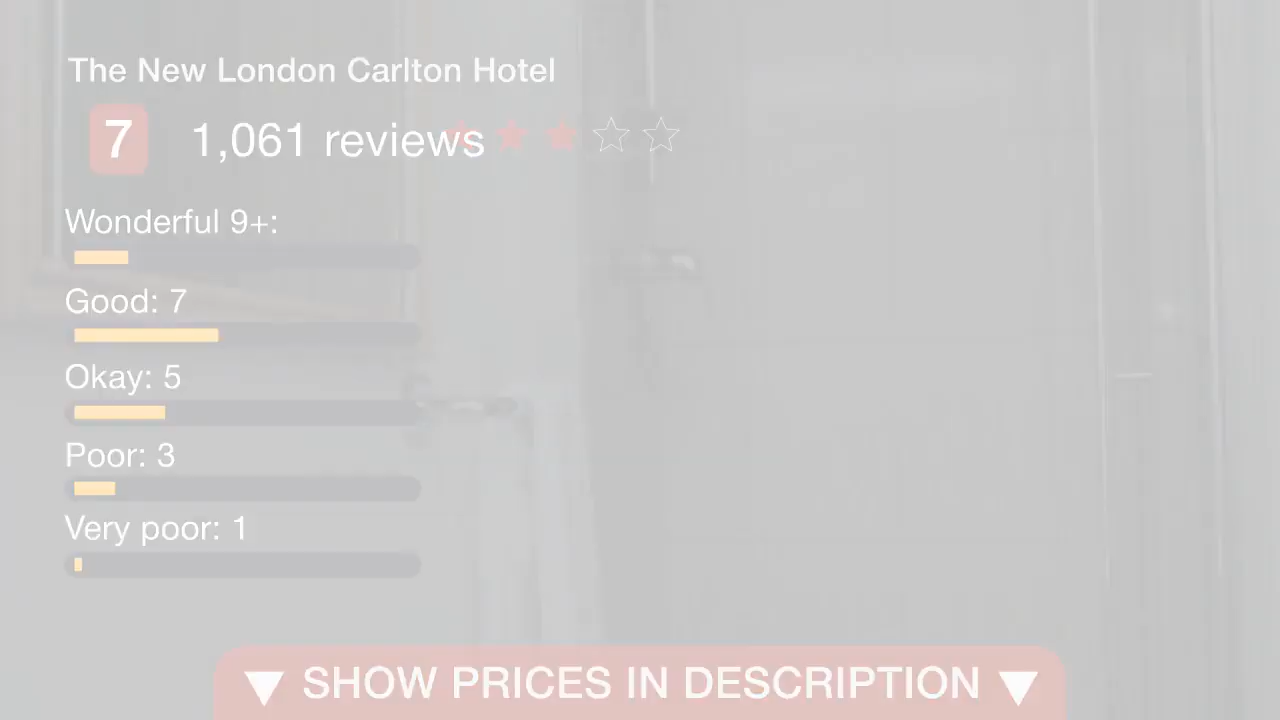 The New London Carlton Hotel
7 1,061 reviews
Wonderful 9+:
Good: 7
Okay: 5
Poor: 3
Very poor: 1
▼ SHOW PRICES IN DESCRIPTION ▼